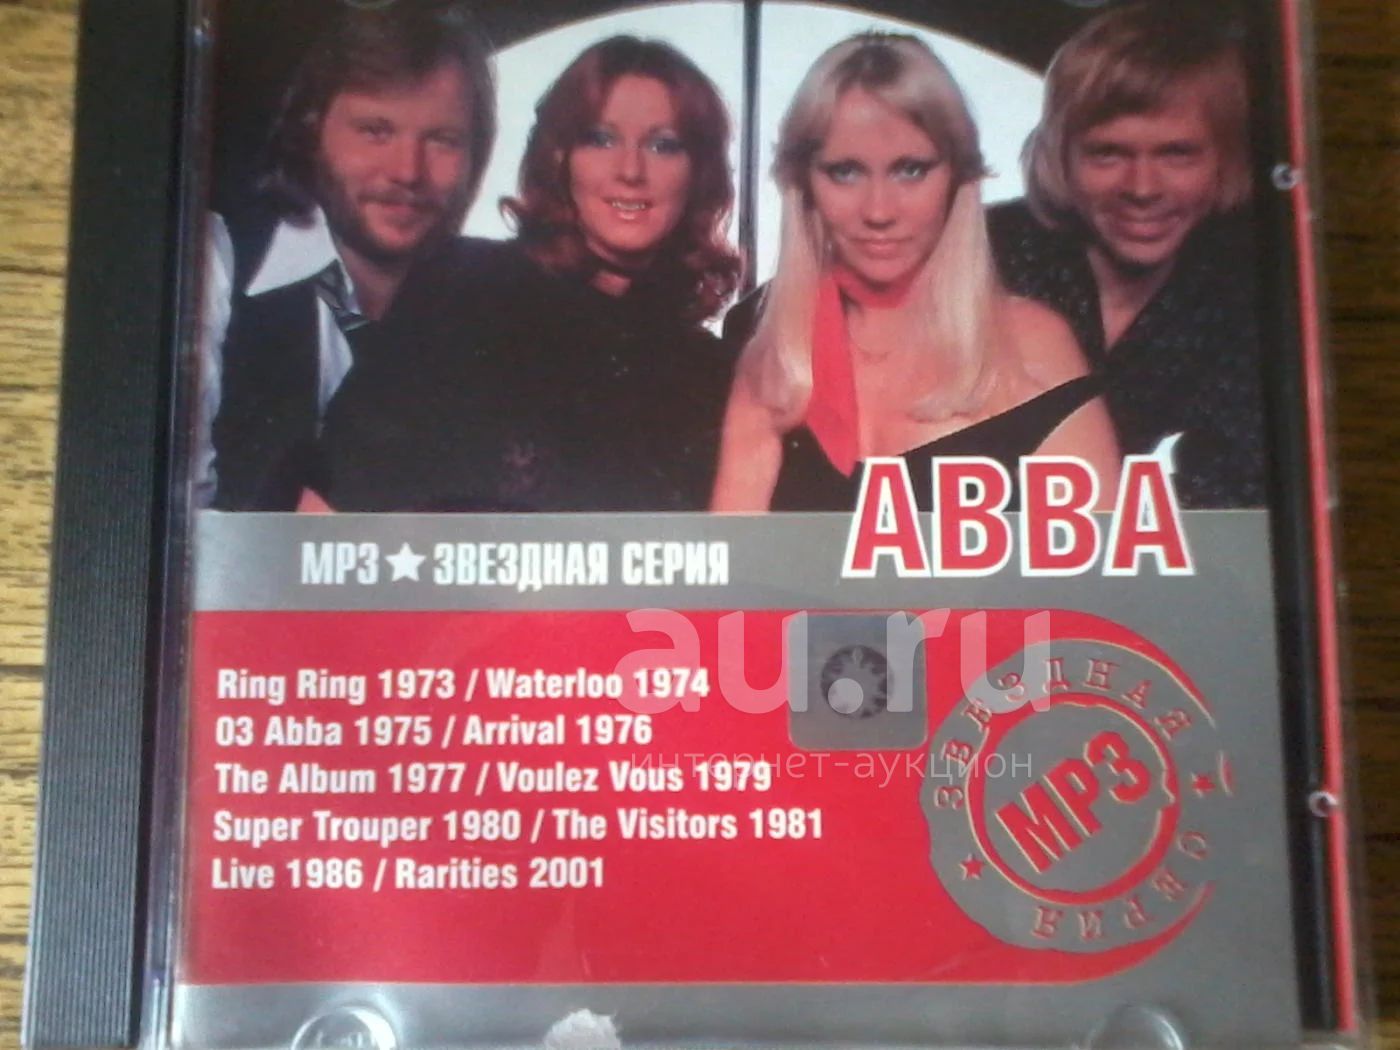 ABBA
MP3★ЗВЕЗДНАЯ СЕРИЯ
au.ru
интернет-аукцион
Ring Ring 1973 / Waterloo 1974
03 Abba 1975 / Arrival 1976
The Album 1977 / Voulez Vous 1979
Super Trouper 1980 / The Visitors 1981
Live 1986 / Rarities 2001
ЗВЕЗДНАЯ ★ СЕРИЯ ★
MP3